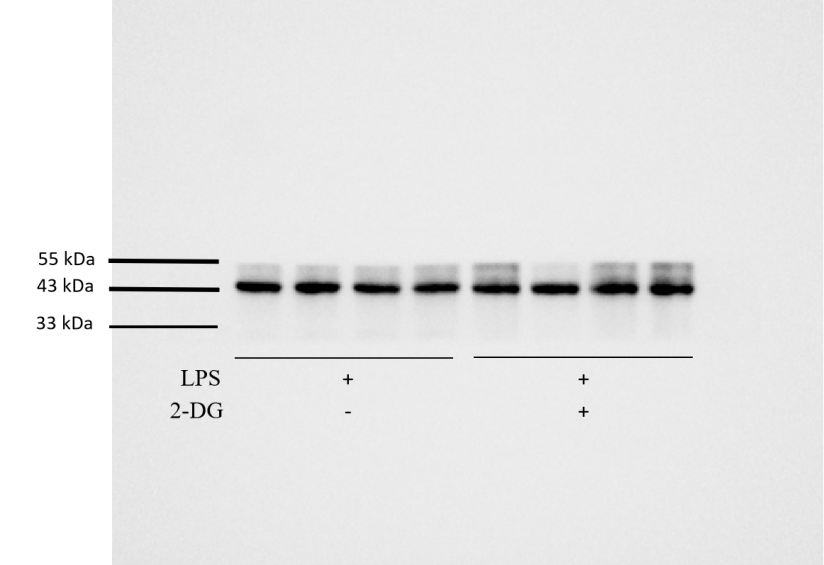 55 kDa
43 kDa
33 kDa
LPS + +
2-DG - +